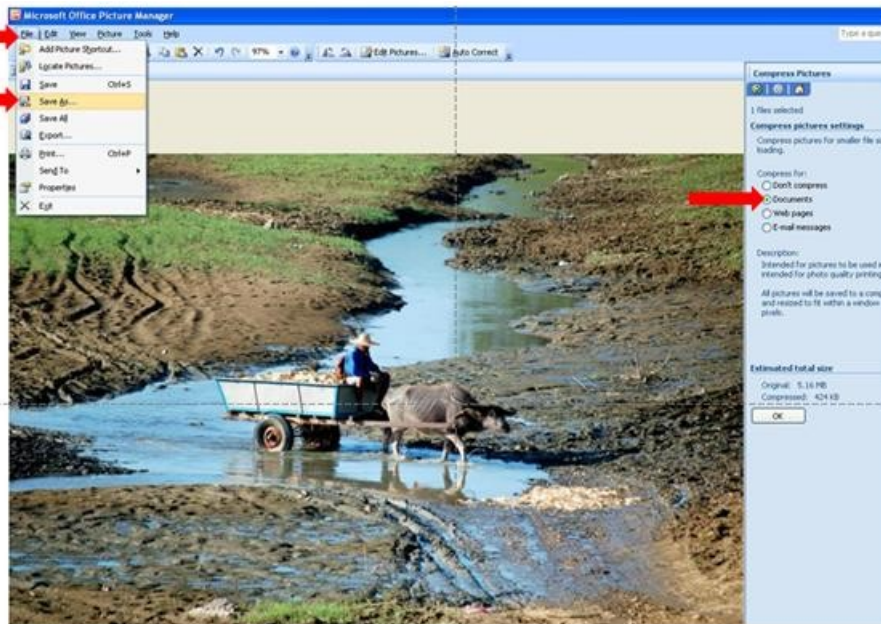 Microsoft Office Picture Manager
File Edit View Picture Tools Help
Type a que
97%
Edit Pictures...
Auto Correct
Add Picture Shortcut...
Locate Pictures...
Save Ctrl+S
Save As...
Save All
Export...
Print... Ctrl+P
Send To
Properties
Exit
Compress Pictures
1 files selected
Compress pictures settings
Compress pictures for smaller file si
loading.
Compress for:
Don't compress
Documents
Web pages
E-mail messages
Description:
Intended for pictures to be used
intended for photo quality printing
All pictures will be saved to a comp
and resized to fit within a window
pixels.
Estimated total size
Original: 5.16 MB
Compressed: 424 KB
OK